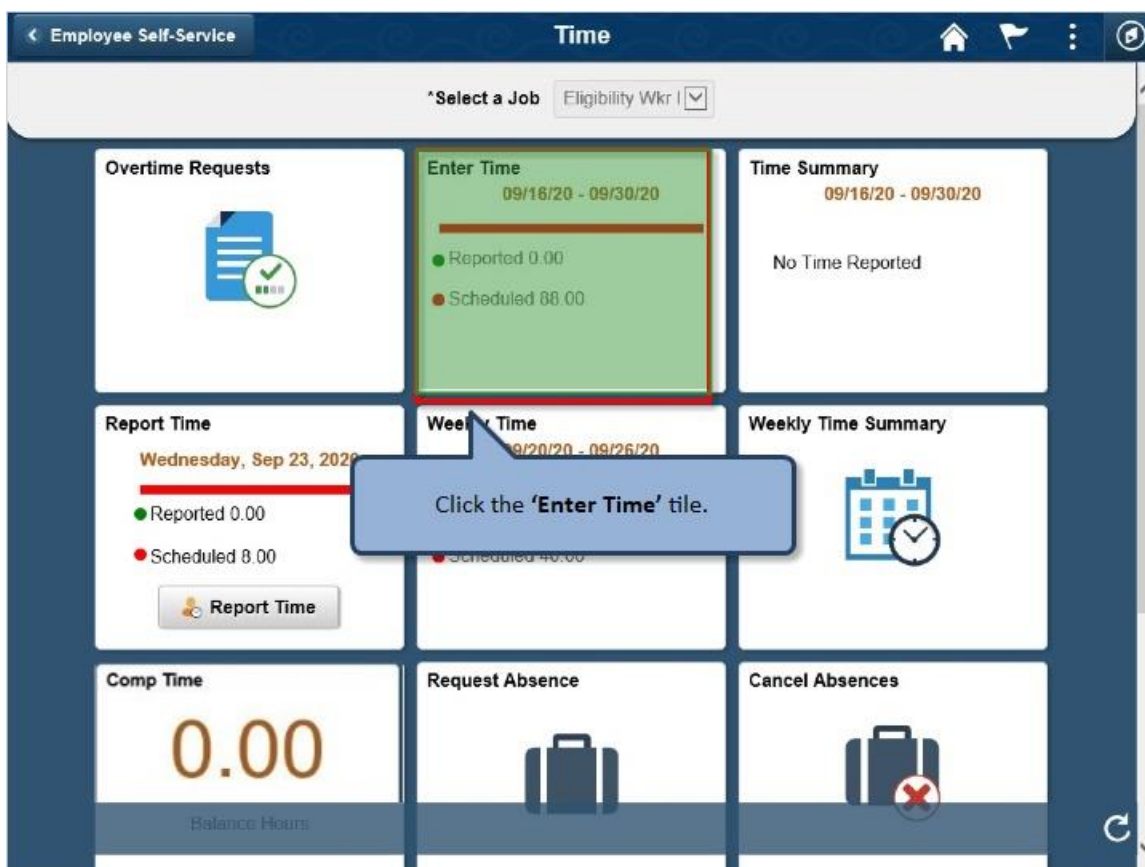 Employee Self-Service
Time
*Select a Job Eligibility Wkr I
Overtime Requests
Enter Time
09/16/20 - 09/30/20
Reported 0.00
Scheduled 88.00
Time Summary
09/16/20 - 09/30/20
No Time Reported
Report Time
Wednesday, Sep 23, 2020
Reported 0.00
Scheduled 8.00
Report Time
Weekly Time
09/20/20 - 09/26/20
Click the 'Enter Time' tile.
Scheduled 40.00
Weekly Time Summary
Comp Time
0.00
Balance Hours
Request Absence
Cancel Absences